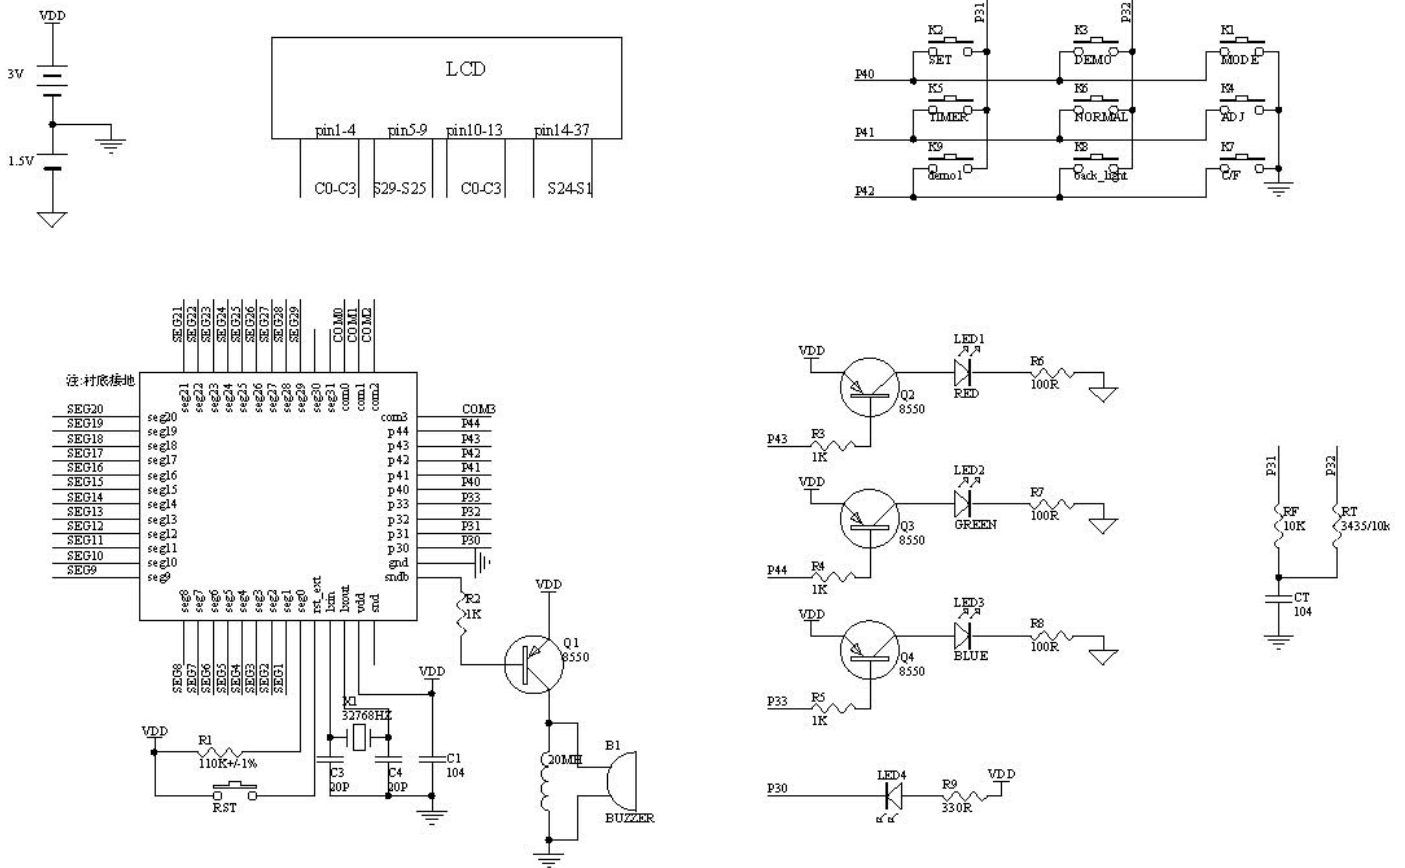 VDD
3V
1.5V
LCD
pin1-4 pin5-9 pin10-13 pin14-37
C0-C3 S29-S25 C0-C3 S24-S1
P31 P32
K2 K3 K1
SET DEMO MODE
P40
K5 K6 K4
TIMER NORMAL ADJ
P41
K9 K8 K7
demo1 back_light C/F
P42
SEG21 SEG22 SEG23 SEG24 SEG25 SEG26 SEG27 SEG28 SEG29 COM0 COM1 COM2
注:衬底接地
seg21 seg22 seg23 seg24 seg25 seg26 seg27 seg28 seg29 seg30 seg31 com0 com1 com2
SEG20 seg20 com3 COM3
SEG19 seg19 p44 P44
SEG18 seg18 p43 P43
SEG17 seg17 p42 P42
SEG16 seg16 p41 P41
SEG15 seg15 p40 P40
SEG14 seg14 p33 P33
SEG13 seg13 p32 P32
SEG12 seg12 p31 P31
SEG11 seg11 p30 P30
SEG10 seg10 gnd
SEG9 seg9 sndb
seg8 seg7 seg6 seg5 seg4 seg3 seg2 seg1 seg0 rst_ext lxin lxout vdd snd
SEG8 SEG7 SEG6 SEG5 SEG4 SEG3 SEG2 SEG1
R2
1K
VDD
Q1
8550
VDD
X1
32768HZ
VDD
R1
110K+/-1%
RST
C3
20P
C4
20P
C1
104
20MH
B1
BUZZER
VDD
LED1
RED
R6
100R
Q2
8550
P43
R3
1K
VDD
LED2
GREEN
R7
100R
Q3
8550
P44
R4
1K
VDD
LED3
BLUE
R8
100R
Q4
8550
P33
R5
1K
P30
LED4
R9
330R
VDD
P31 P32
RF
10K
RT
3435/10k
CT
104